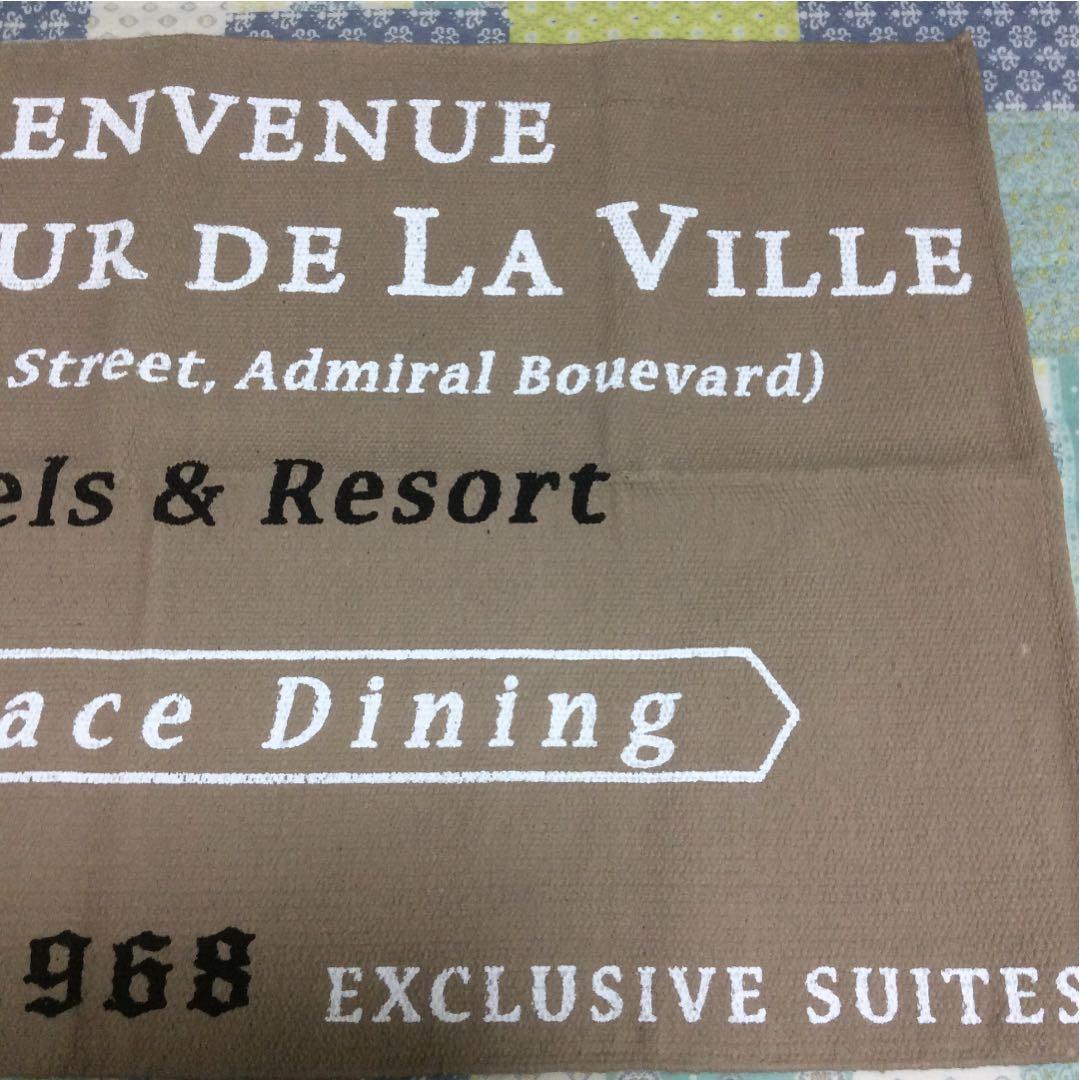 ENVENUE
UR DE LA VILLE
Street, Admiral Bouevard)
els & Resort
ace Dining
968 EXCLUSIVE SUITES